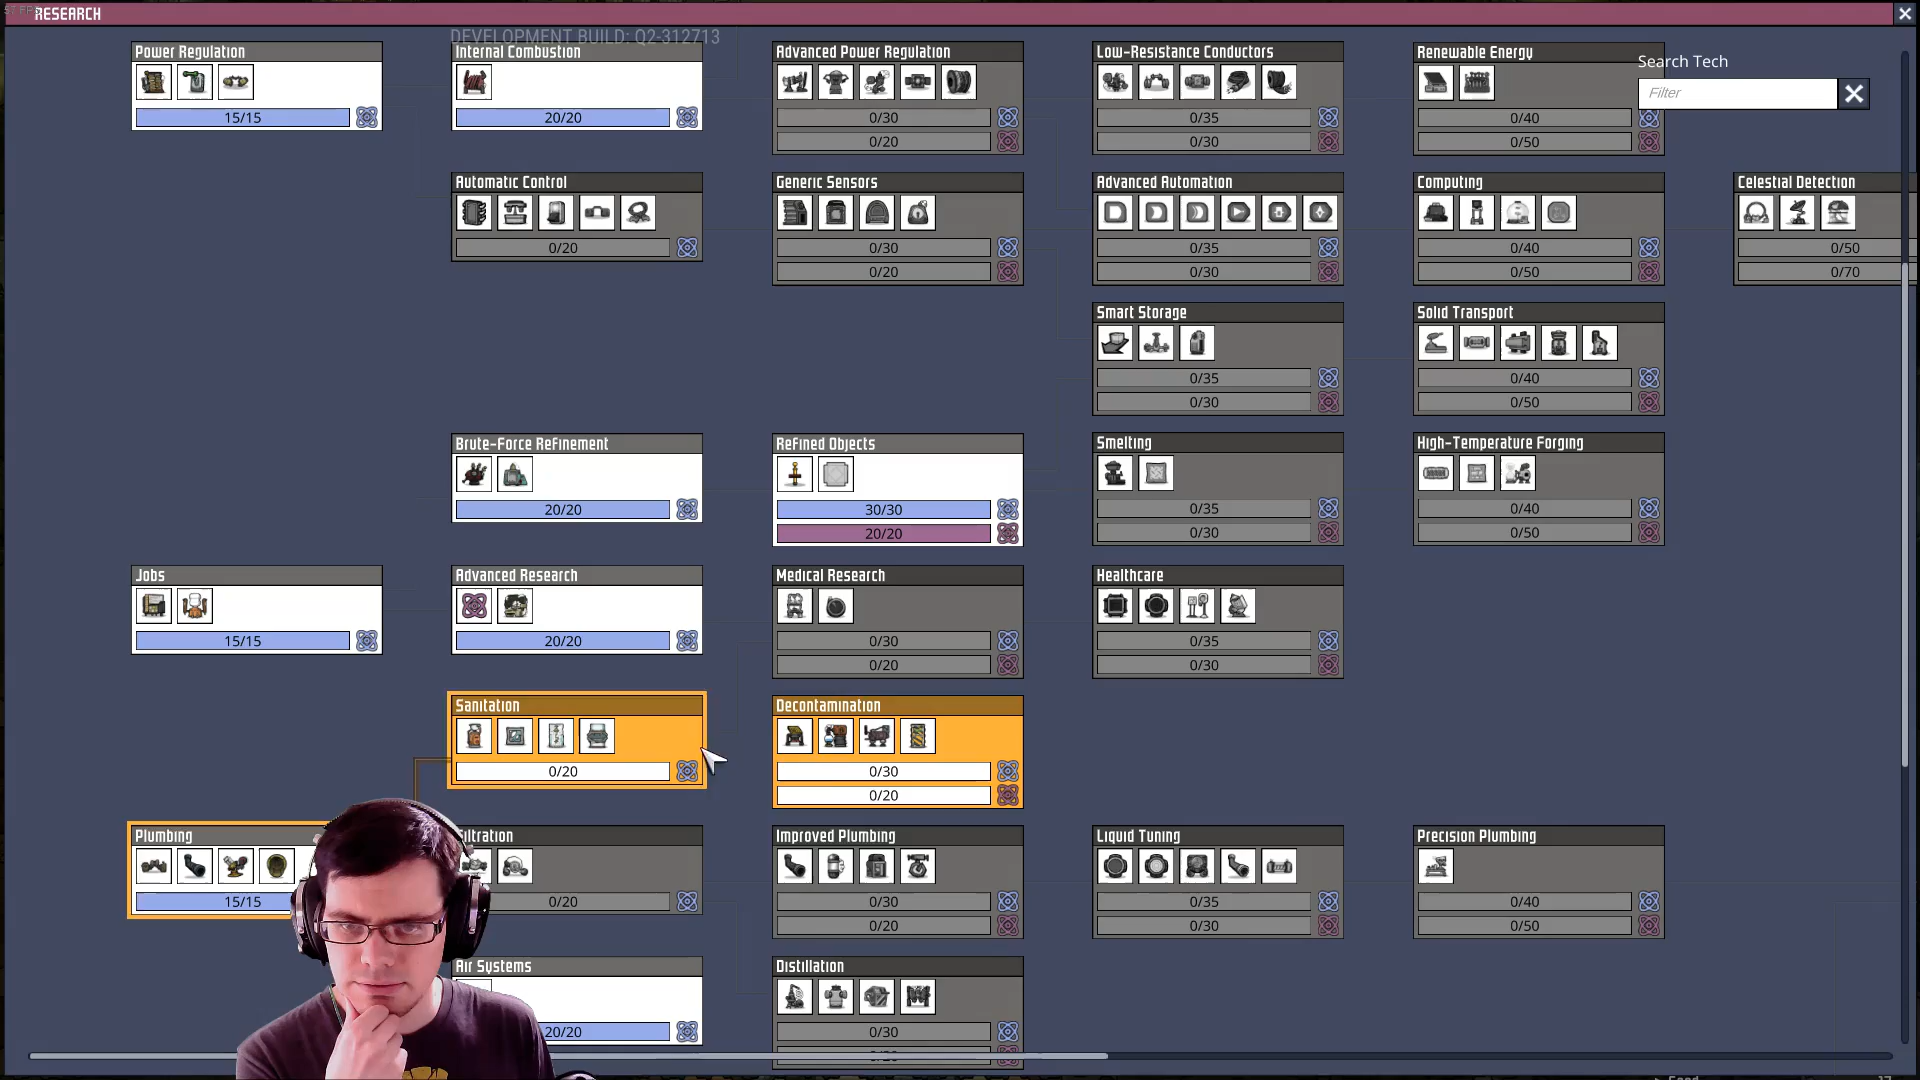 57 FPS
RESEARCH
DEVELOPMENT BUILD: Q2-312713
Search Tech
Filter
Power Regulation
15/15
Internal Combustion
20/20
Advanced Power Regulation
0/30
0/20
Low-Resistance Conductors
0/35
0/30
Renewable Energy
0/40
0/50
Automatic Control
0/20
Generic Sensors
0/30
0/20
Advanced Automation
0/35
0/30
Computing
0/40
0/50
Celestial Detection
0/50
0/70
Smart Storage
0/35
0/30
Solid Transport
0/40
0/50
Brute-Force Refinement
20/20
Refined Objects
30/30
20/20
Smelting
0/35
0/30
High-Temperature Forging
0/40
0/50
Jobs
15/15
Advanced Research
20/20
Medical Research
0/30
0/20
Healthcare
0/35
0/30
Sanitation
0/20
Decontamination
0/30
0/20
Plumbing
15/15
iltration
0/20
Improved Plumbing
0/30
0/20
Liquid Tuning
0/35
0/30
Precision Plumbing
0/40
0/50
Air Systems
20/20
Distillation
0/30
0/20